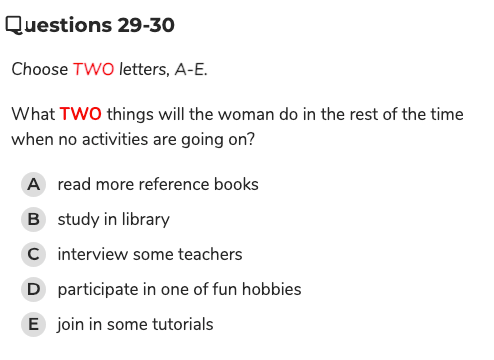 Questions 29-30
Choose TWO letters, A-E.
What TWO things will the woman do in the rest of the time
when no activities are going on?
A read more reference books
B study in library
C interview some teachers
D participate in one of fun hobbies
E join in some tutorials